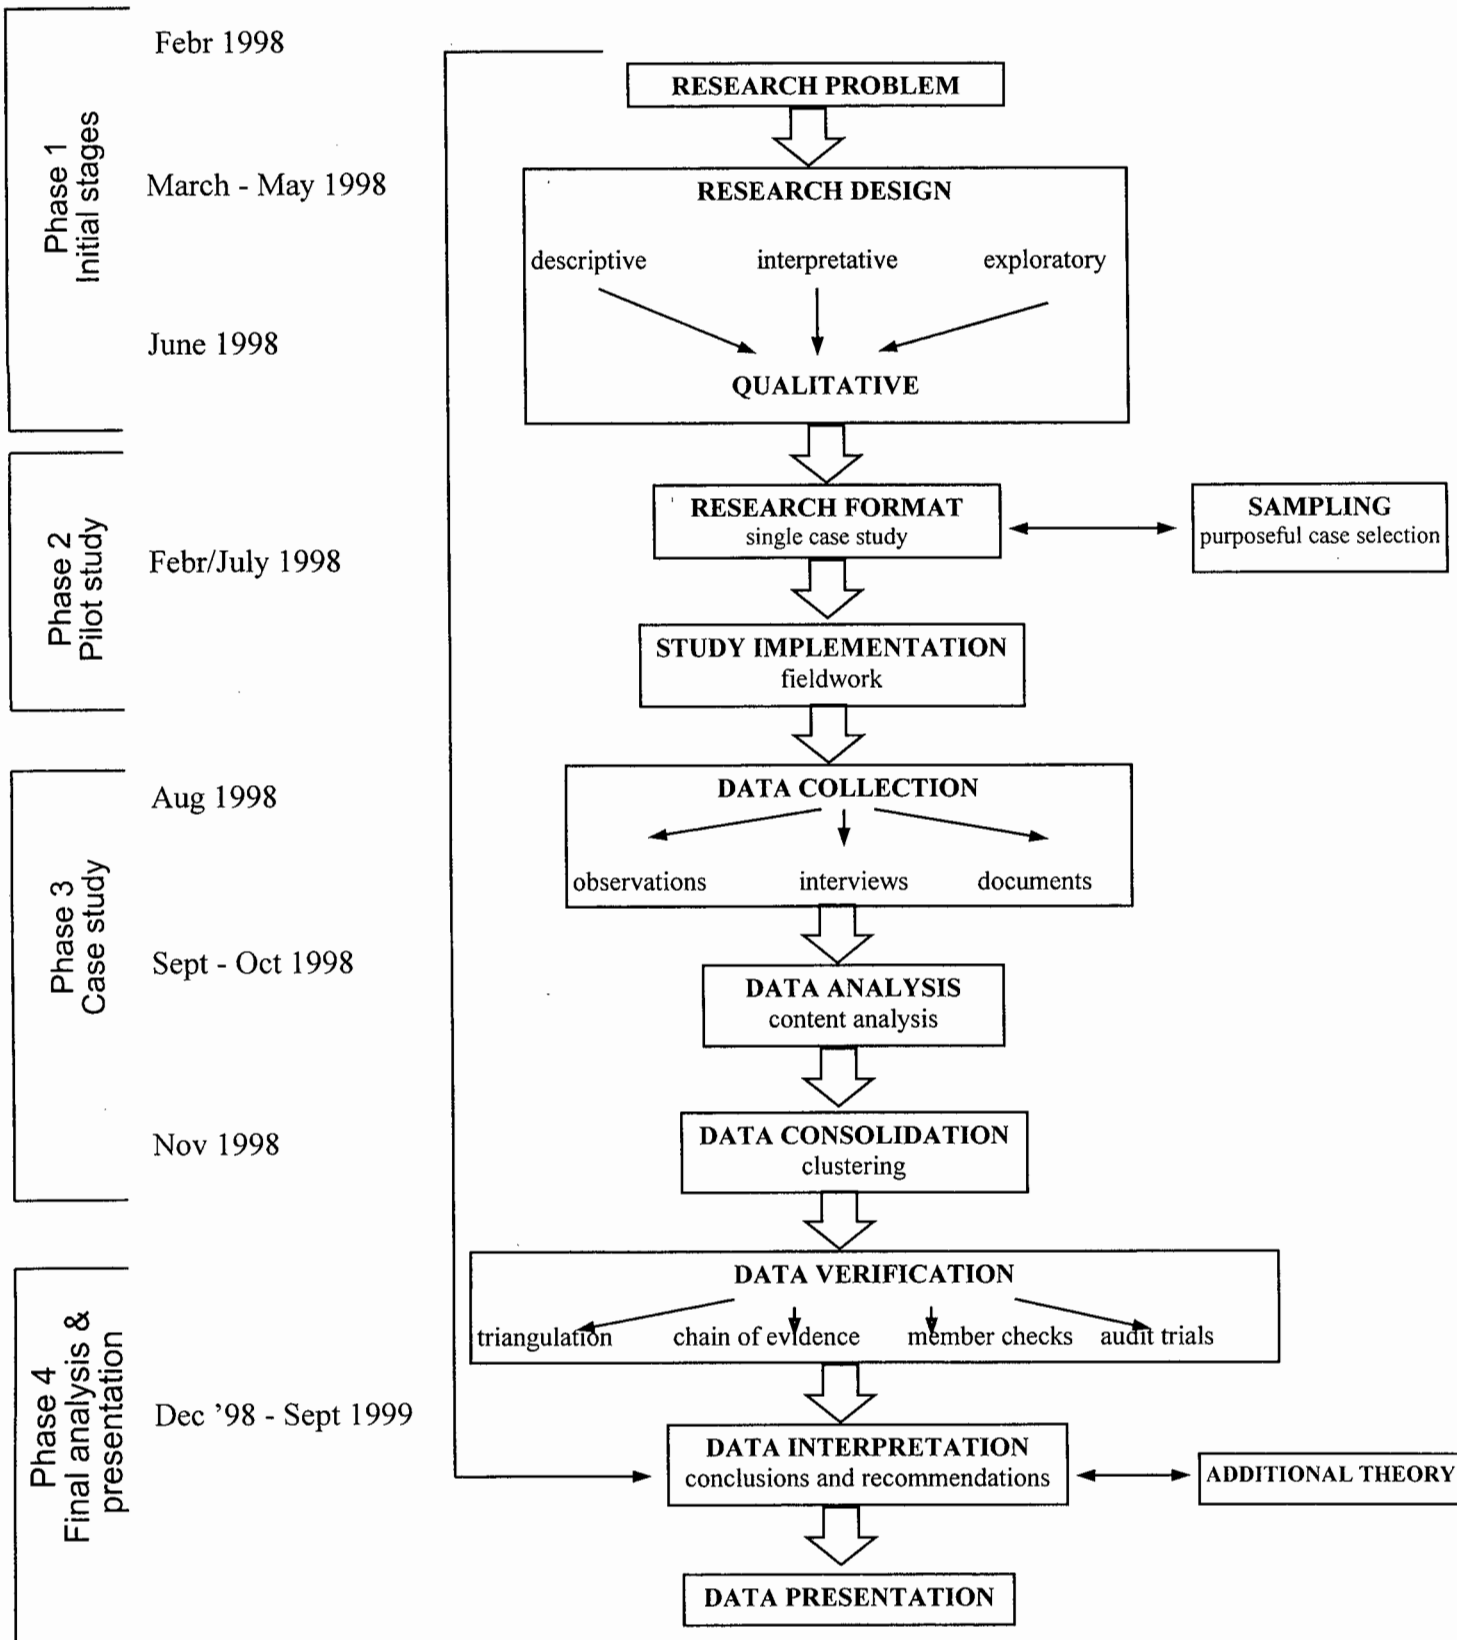 Phase 1
Initial stages
Febr 1998
March - May 1998
June 1998
Phase 2
Pilot study
Febr/July 1998
Phase 3
Case study
Aug 1998
Sept - Oct 1998
Nov 1998
Phase 4
Final analysis &
presentation
Dec ’98 - Sept 1999
RESEARCH PROBLEM
RESEARCH DESIGN
descriptive interpretative exploratory
QUALITATIVE
RESEARCH FORMAT
single case study
SAMPLING
purposeful case selection
STUDY IMPLEMENTATION
fieldwork
DATA COLLECTION
observations interviews documents
DATA ANALYSIS
content analysis
DATA CONSOLIDATION
clustering
DATA VERIFICATION
triangulation chain of evidence member checks audit trials
DATA INTERPRETATION
conclusions and recommendations
ADDITIONAL THEORY
DATA PRESENTATION